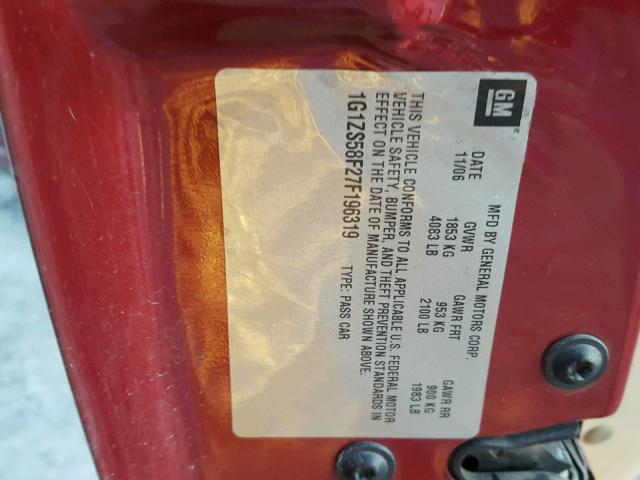 GM
MFD BY GENERAL MOTORS CORP.
DATE GVWR GAWR FRT GAWR RR
11/06 1853 KG 953 KG 900 KG
4083 LB 2100 LB 1983 LB
THIS VEHICLE CONFORMS TO ALL APPLICABLE U.S. FEDERAL MOTOR
VEHICLE SAFETY, BUMPER, AND THEFT PREVENTION STANDARDS IN
EFFECT ON THE DATE OF MANUFACTURE SHOWN ABOVE.
1G1ZS58F27F196319 TYPE: PASS CAR